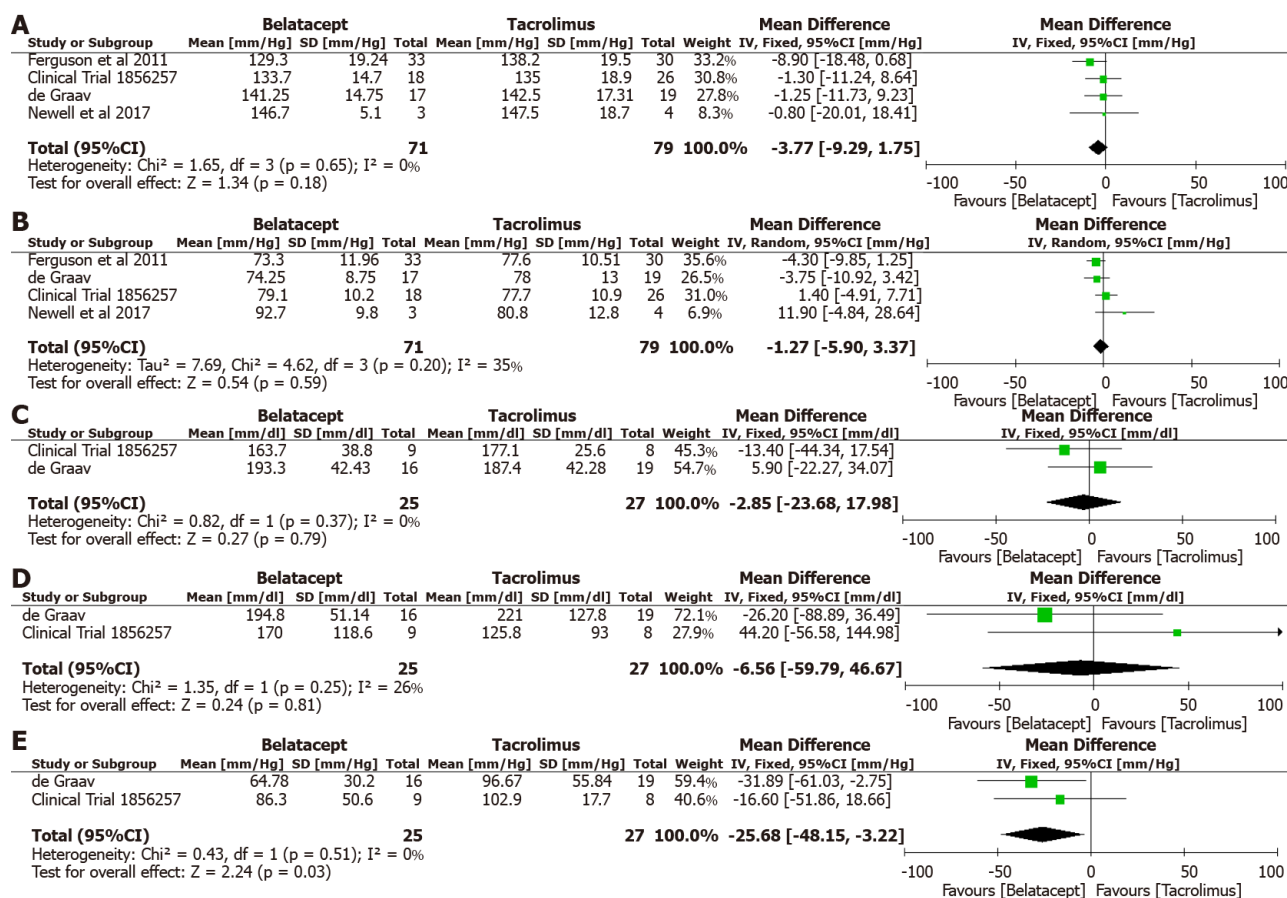 A
Belatacept Tacrolimus Mean Difference Mean Difference
Study or Subgroup Mean [mm/Hg] SD [mm/Hg] Total Mean [mm/Hg] SD [mm/Hg] Total Weight IV, Fixed, 95%CI [mm/Hg] IV, Fixed, 95%CI [mm/Hg]
Ferguson et al 2011 129.3 19.24 33 138.2 19.5 30 33.2% -8.90 [-18.48, 0.68]
Clinical Trial 1856257 133.7 14.7 18 135 18.9 26 30.8% -1.30 [-11.24, 8.64]
de Graav 141.25 14.75 17 142.5 17.31 19 27.8% -1.25 [-11.73, 9.23]
Newell et al 2017 146.7 5.1 3 147.5 18.7 4 8.3% -0.80 [-20.01, 18.41]
Total (95%CI) 71 79 100.0% -3.77 [-9.29, 1.75]
Heterogeneity: Chi² = 1.65, df = 3 (p = 0.65); I² = 0%
Test for overall effect: Z = 1.34 (p = 0.18)
-100 -50 0 50 100
Favours [Belatacept] Favours [Tacrolimus]
B
Belatacept Tacrolimus Mean Difference Mean Difference
Study or Subgroup Mean [mm/Hg] SD [mm/Hg] Total Mean [mm/Hg] SD [mm/Hg] Total Weight IV, Random, 95%CI [mm/Hg] IV, Random, 95%CI [mm/Hg]
Ferguson et al 2011 73.3 11.96 33 77.6 10.51 30 35.6% -4.30 [-9.85, 1.25]
de Graav 74.25 8.75 17 78 13 19 26.5% -3.75 [-10.92, 3.42]
Clinical Trial 1856257 79.1 10.2 18 77.7 10.9 26 31.0% 1.40 [-4.91, 7.71]
Newell et al 2017 92.7 9.8 3 80.8 12.8 4 6.9% 11.90 [-4.84, 28.64]
Total (95%CI) 71 79 100.0% -1.27 [-5.90, 3.37]
Heterogeneity: Tau² = 7.69, Chi² = 4.62, df = 3 (p = 0.20); I² = 35%
Test for overall effect: Z = 0.54 (p = 0.59)
-100 -50 0 50 100
Favours [Belatacept] Favours [Tacrolimus]
C
Belatacept Tacrolimus Mean Difference Mean Difference
Study or Subgroup Mean [mm/dl] SD [mm/dl] Total Mean [mm/dl] SD [mm/dl] Total Weight IV, Fixed, 95%CI [mm/dl] IV, Fixed, 95%CI [mm/dl]
Clinical Trial 1856257 163.7 38.8 9 177.1 25.6 8 45.3% -13.40 [-44.34, 17.54]
de Graav 193.3 42.43 16 187.4 42.28 19 54.7% 5.90 [-22.27, 34.07]
Total (95%CI) 25 27 100.0% -2.85 [-23.68, 17.98]
Heterogeneity: Chi² = 0.82, df = 1 (p = 0.37); I² = 0%
Test for overall effect: Z = 0.27 (p = 0.79)
-100 -50 0 50 100
Favours [Belatacept] Favours [Tacrolimus]
D
Belatacept Tacrolimus Mean Difference Mean Difference
Study or Subgroup Mean [mm/dl] SD [mm/dl] Total Mean [mm/dl] SD [mm/dl] Total Weight IV, Fixed, 95%CI [mm/dl] IV, Fixed, 95%CI [mm/dl]
de Graav 194.8 51.14 16 221 127.8 19 72.1% -26.20 [-88.89, 36.49]
Clinical Trial 1856257 170 118.6 9 125.8 93 8 27.9% 44.20 [-56.58, 144.98]
Total (95%CI) 25 27 100.0% -6.56 [-59.79, 46.67]
Heterogeneity: Chi² = 1.35, df = 1 (p = 0.25); I² = 26%
Test for overall effect: Z = 0.24 (p = 0.81)
-100 -50 0 50 100
Favours [Belatacept] Favours [Tacrolimus]
E
Belatacept Tacrolimus Mean Difference Mean Difference
Study or Subgroup Mean [mm/Hg] SD [mm/Hg] Total Mean [mm/Hg] SD [mm/Hg] Total Weight IV, Fixed, 95%CI [mm/Hg] IV, Fixed, 95%CI [mm/Hg]
de Graav 64.78 30.2 16 96.67 55.84 19 59.4% -31.89 [-61.03, -2.75]
Clinical Trial 1856257 86.3 50.6 9 102.9 17.7 8 40.6% -16.60 [-51.86, 18.66]
Total (95%CI) 25 27 100.0% -25.68 [-48.15, -3.22]
Heterogeneity: Chi² = 0.43, df = 1 (p = 0.51); I² = 0%
Test for overall effect: Z = 2.24 (p = 0.03)
-100 -50 0 50 100
Favours [Belatacept] Favours [Tacrolimus]